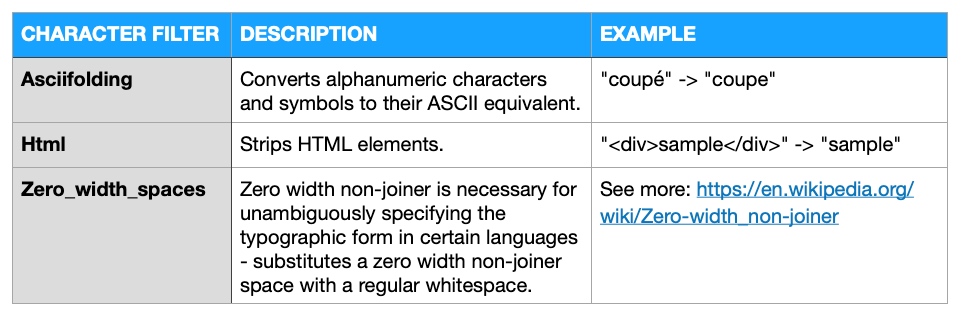 CHARACTER FILTER DESCRIPTION EXAMPLE
Asciifolding Converts alphanumeric characters "coupé" -> "coupe"
and symbols to their ASCII equivalent.
Html Strips HTML elements. "<div>sample</div>" -> "sample"
Zero_width_spaces Zero width non-joiner is necessary for See more: https://en.wikipedia.org/
unambiguously specifying the wiki/Zero-width_non-joiner
typographic form in certain languages
- substitutes a zero width non-joiner
space with a regular whitespace.